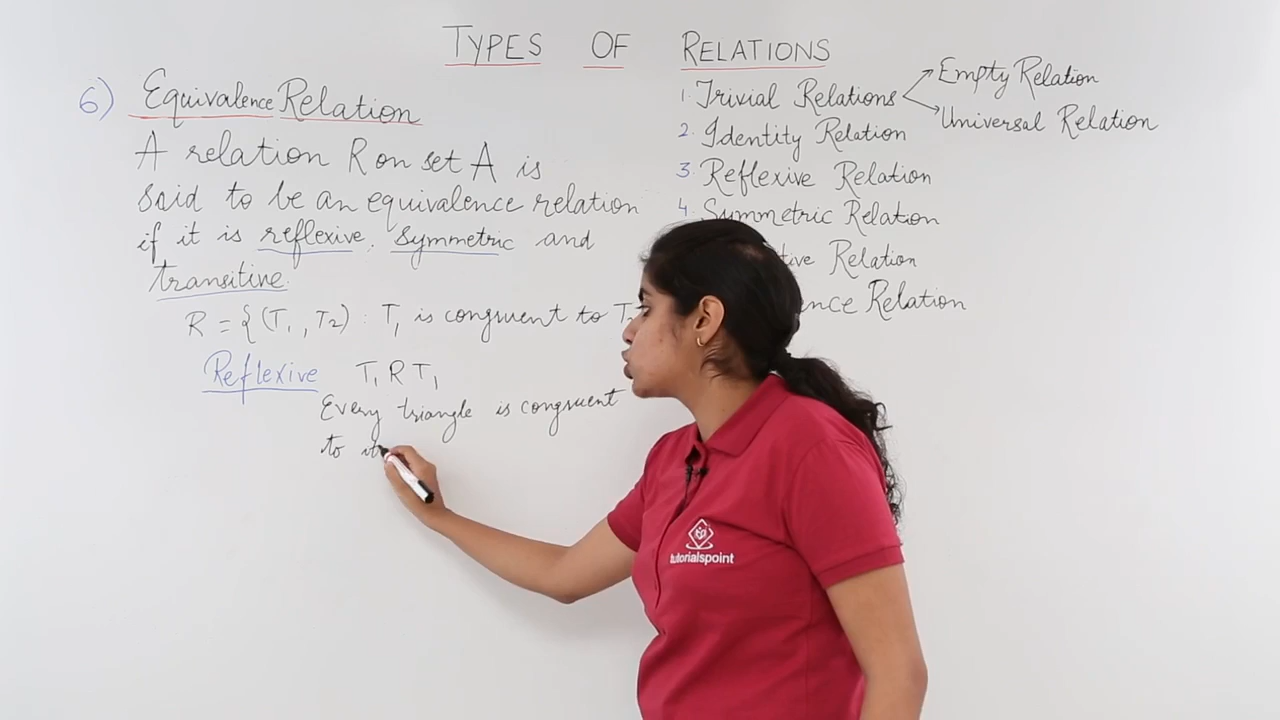 TYPES OF RELATIONS
6) Equivalence Relation
A relation R on set A is
said to be an equivalence relation
if it is reflexive, symmetric and
transitive.
R = {(T1, T2) : T1 is congruent to
Reflexive T1 R T1
Every triangle is congruent
to
1. Trivial Relations
Empty Relation
Universal Relation
2. Identity Relation
3. Reflexive Relation
4. Symmetric Relation
tive Relation
ence Relation
tutorialspoint